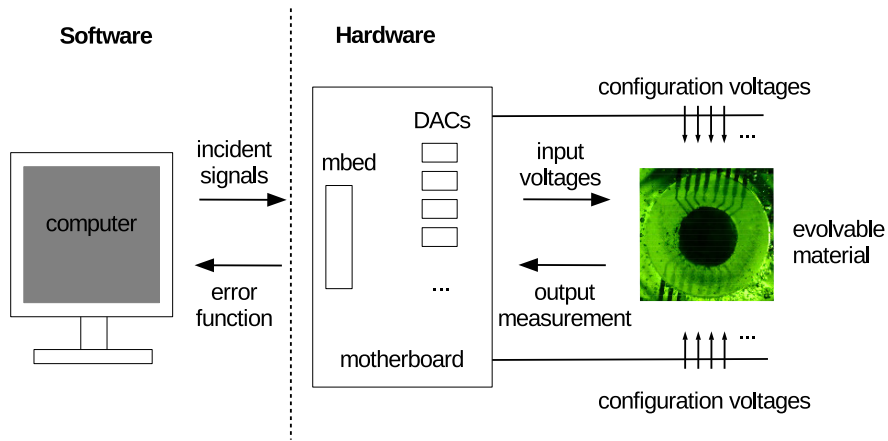 Software
Hardware
configuration voltages
...
DACs
mbed
incident
signals
input
voltages
computer
evolvable
material
error
function
...
output
measurement
...
motherboard
configuration voltages